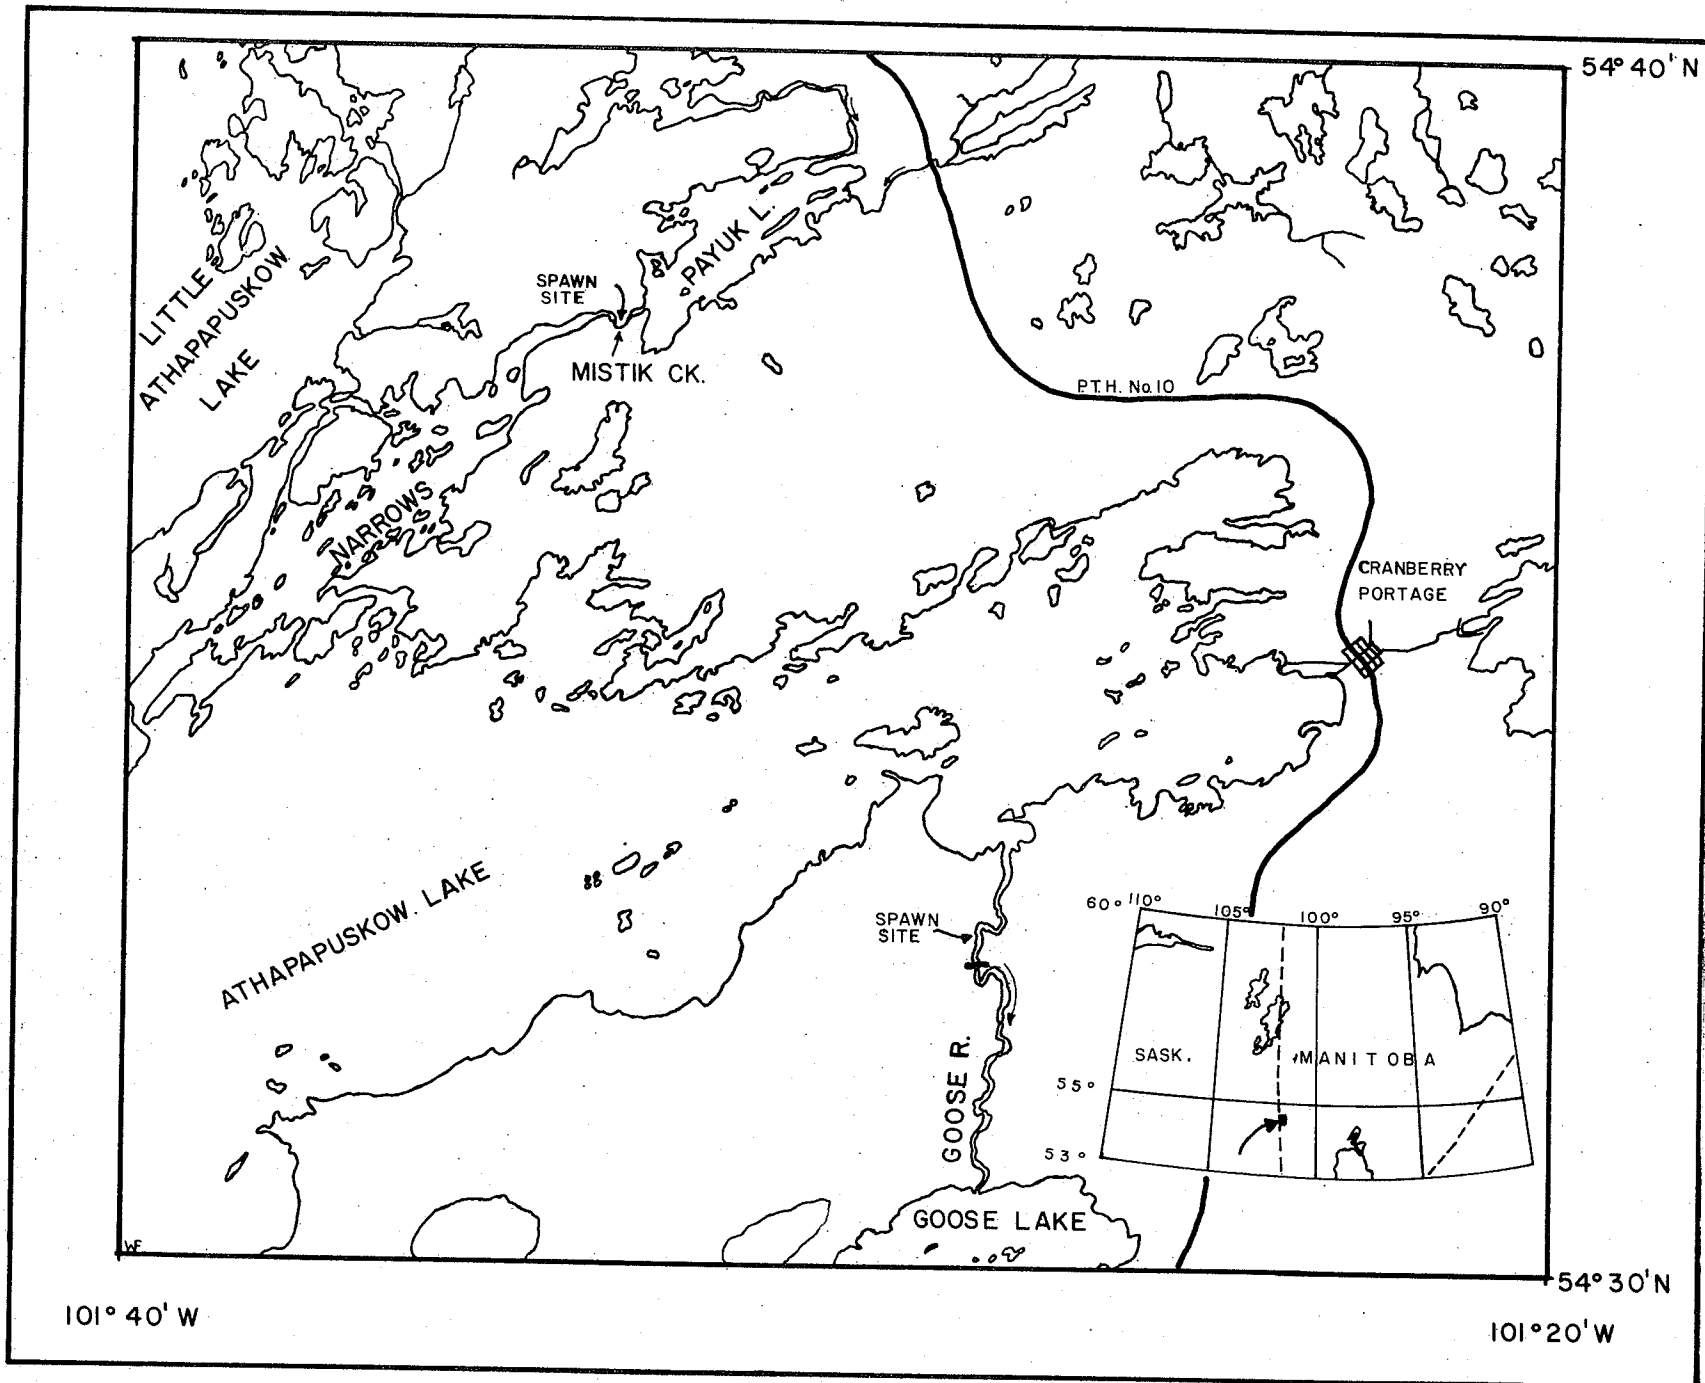 54°40'N
LITTLE
ATHAPAPUSKOW
LAKE
PAYUK L.
SPAWN
SITE
MISTIK CK.
P.T.H. No.10
NARROWS
CRANBERRY
PORTAGE
ATHAPAPUSKOW. LAKE
SPAWN
SITE
GOOSE R.
GOOSE LAKE
60° 110° 105° 100° 95° 90°
SASK. MANITOBA
55°
53°
WF
54°30'N
101°40'W
101°20'W